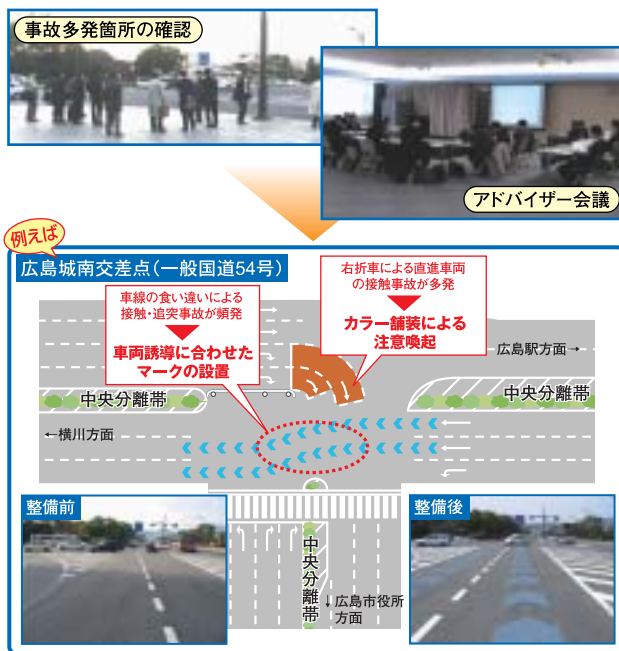 事故多発箇所の確認
アドバイザー会議
例えば
広島城南交差点(一般国道54号)
車線の食い違いによる
接触・追突事故が頻発
車両誘導に合わせた
マークの設置
右折車による直進車両
の接触事故が多発
カラー舗装による
注意喚起
広島駅方面→
中央分離帯
中央分離帯
←横川方面
整備前
整備後
中央分離帯
↓広島市役所
方面